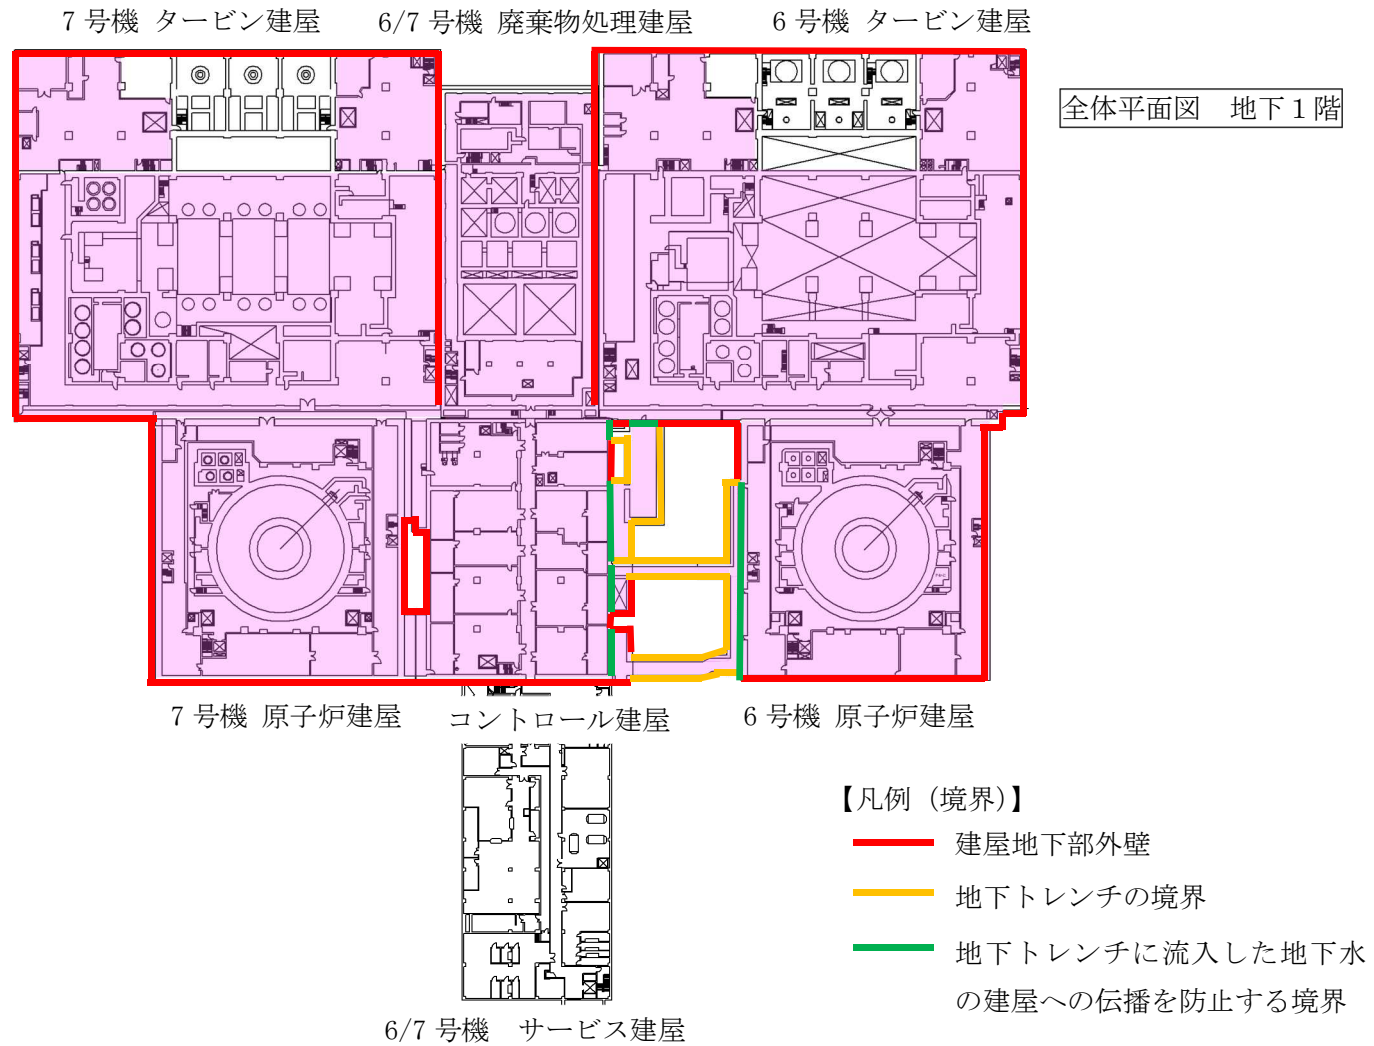 7 号機 タービン建屋
6/7 号機 廃棄物処理建屋
6 号機 タービン建屋
全体平面図　地下１階
7 号機 原子炉建屋
コントロール建屋
6 号機 原子炉建屋
【凡例（境界）】
建屋地下部外壁
地下トレンチの境界
地下トレンチに流入した地下水
の建屋への伝播を防止する境界
6/7 号機　サービス建屋